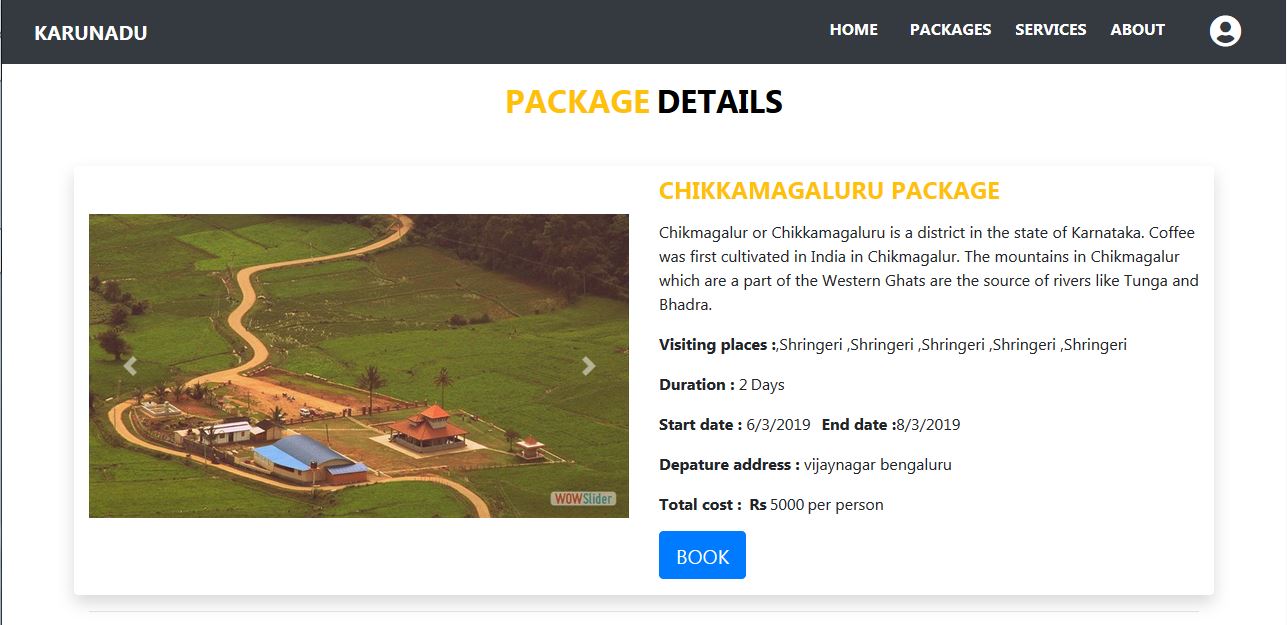 KARUNADU
HOME PACKAGES SERVICES ABOUT
PACKAGE DETAILS
CHIKKAMAGALURU PACKAGE
Chikmagalur or Chikkamagaluru is a district in the state of Karnataka. Coffee
was first cultivated in India in Chikmagalur. The mountains in Chikmagalur
which are a part of the Western Ghats are the source of rivers like Tunga and
Bhadra.
Visiting places :,Shringeri ,Shringeri ,Shringeri ,Shringeri ,Shringeri
Duration : 2 Days
Start date : 6/3/2019 End date :8/3/2019
Depature address : vijaynagar bengaluru
Total cost : Rs 5000 per person
BOOK
WOWSlider